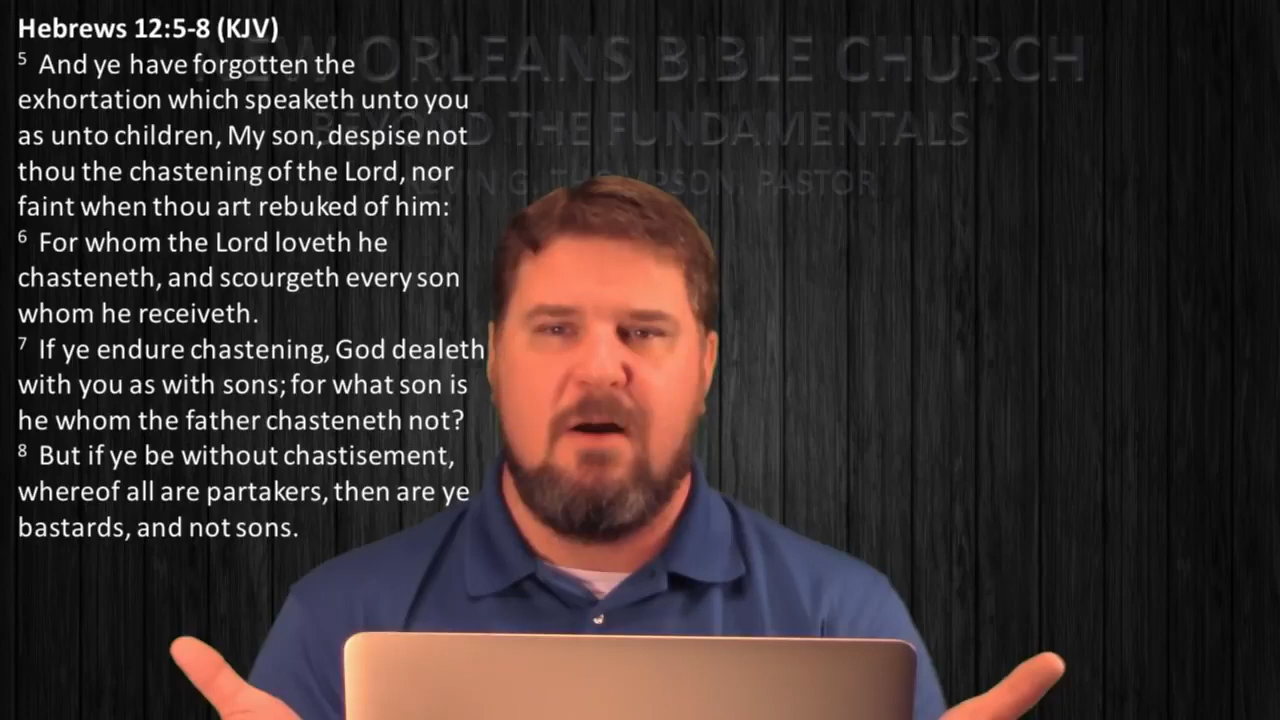 Hebrews 12:5-8 (KJV)
5 And ye have forgotten the
exhortation which speaketh unto you
as unto children, My son, despise not
thou the chastening of the Lord, nor
faint when thou art rebuked of him:
6 For whom the Lord loveth he
chasteneth, and scourgeth every son
whom he receiveth.
7 If ye endure chastening, God dealeth
with you as with sons; for what son is
he whom the father chasteneth not?
8 But if ye be without chastisement,
whereof all are partakers, then are ye
bastards, and not sons.
ORLEANS BIBLE CHURCH
THE FUNDAMENTALS
PASTOR